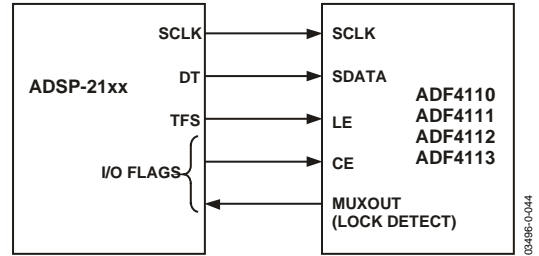 ADSP-21xx
SCLK
DT
TFS
I/O FLAGS
SCLK
SDATA
LE
CE
MUXOUT
(LOCK DETECT)
ADF4110
ADF4111
ADF4112
ADF4113
03496-0-044